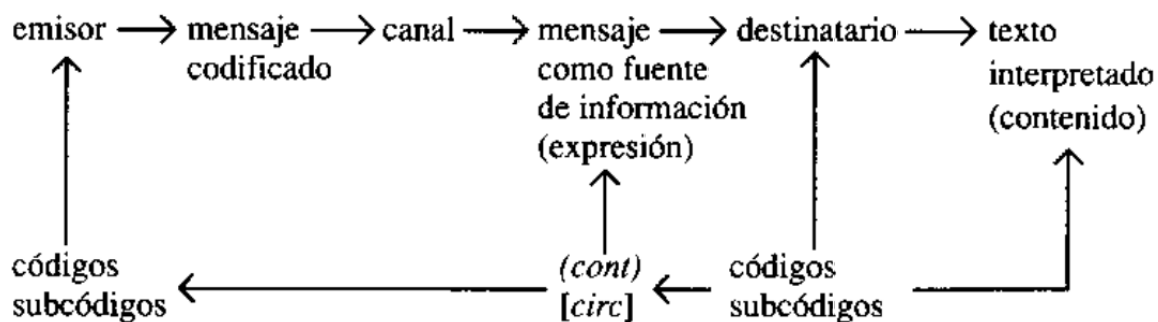 emisor → mensaje → canal → mensaje → destinatario → texto
codificado como fuente interpretado
de información (contenido)
(expresión)
códigos (cont) códigos
subcódigos [circ] subcódigos